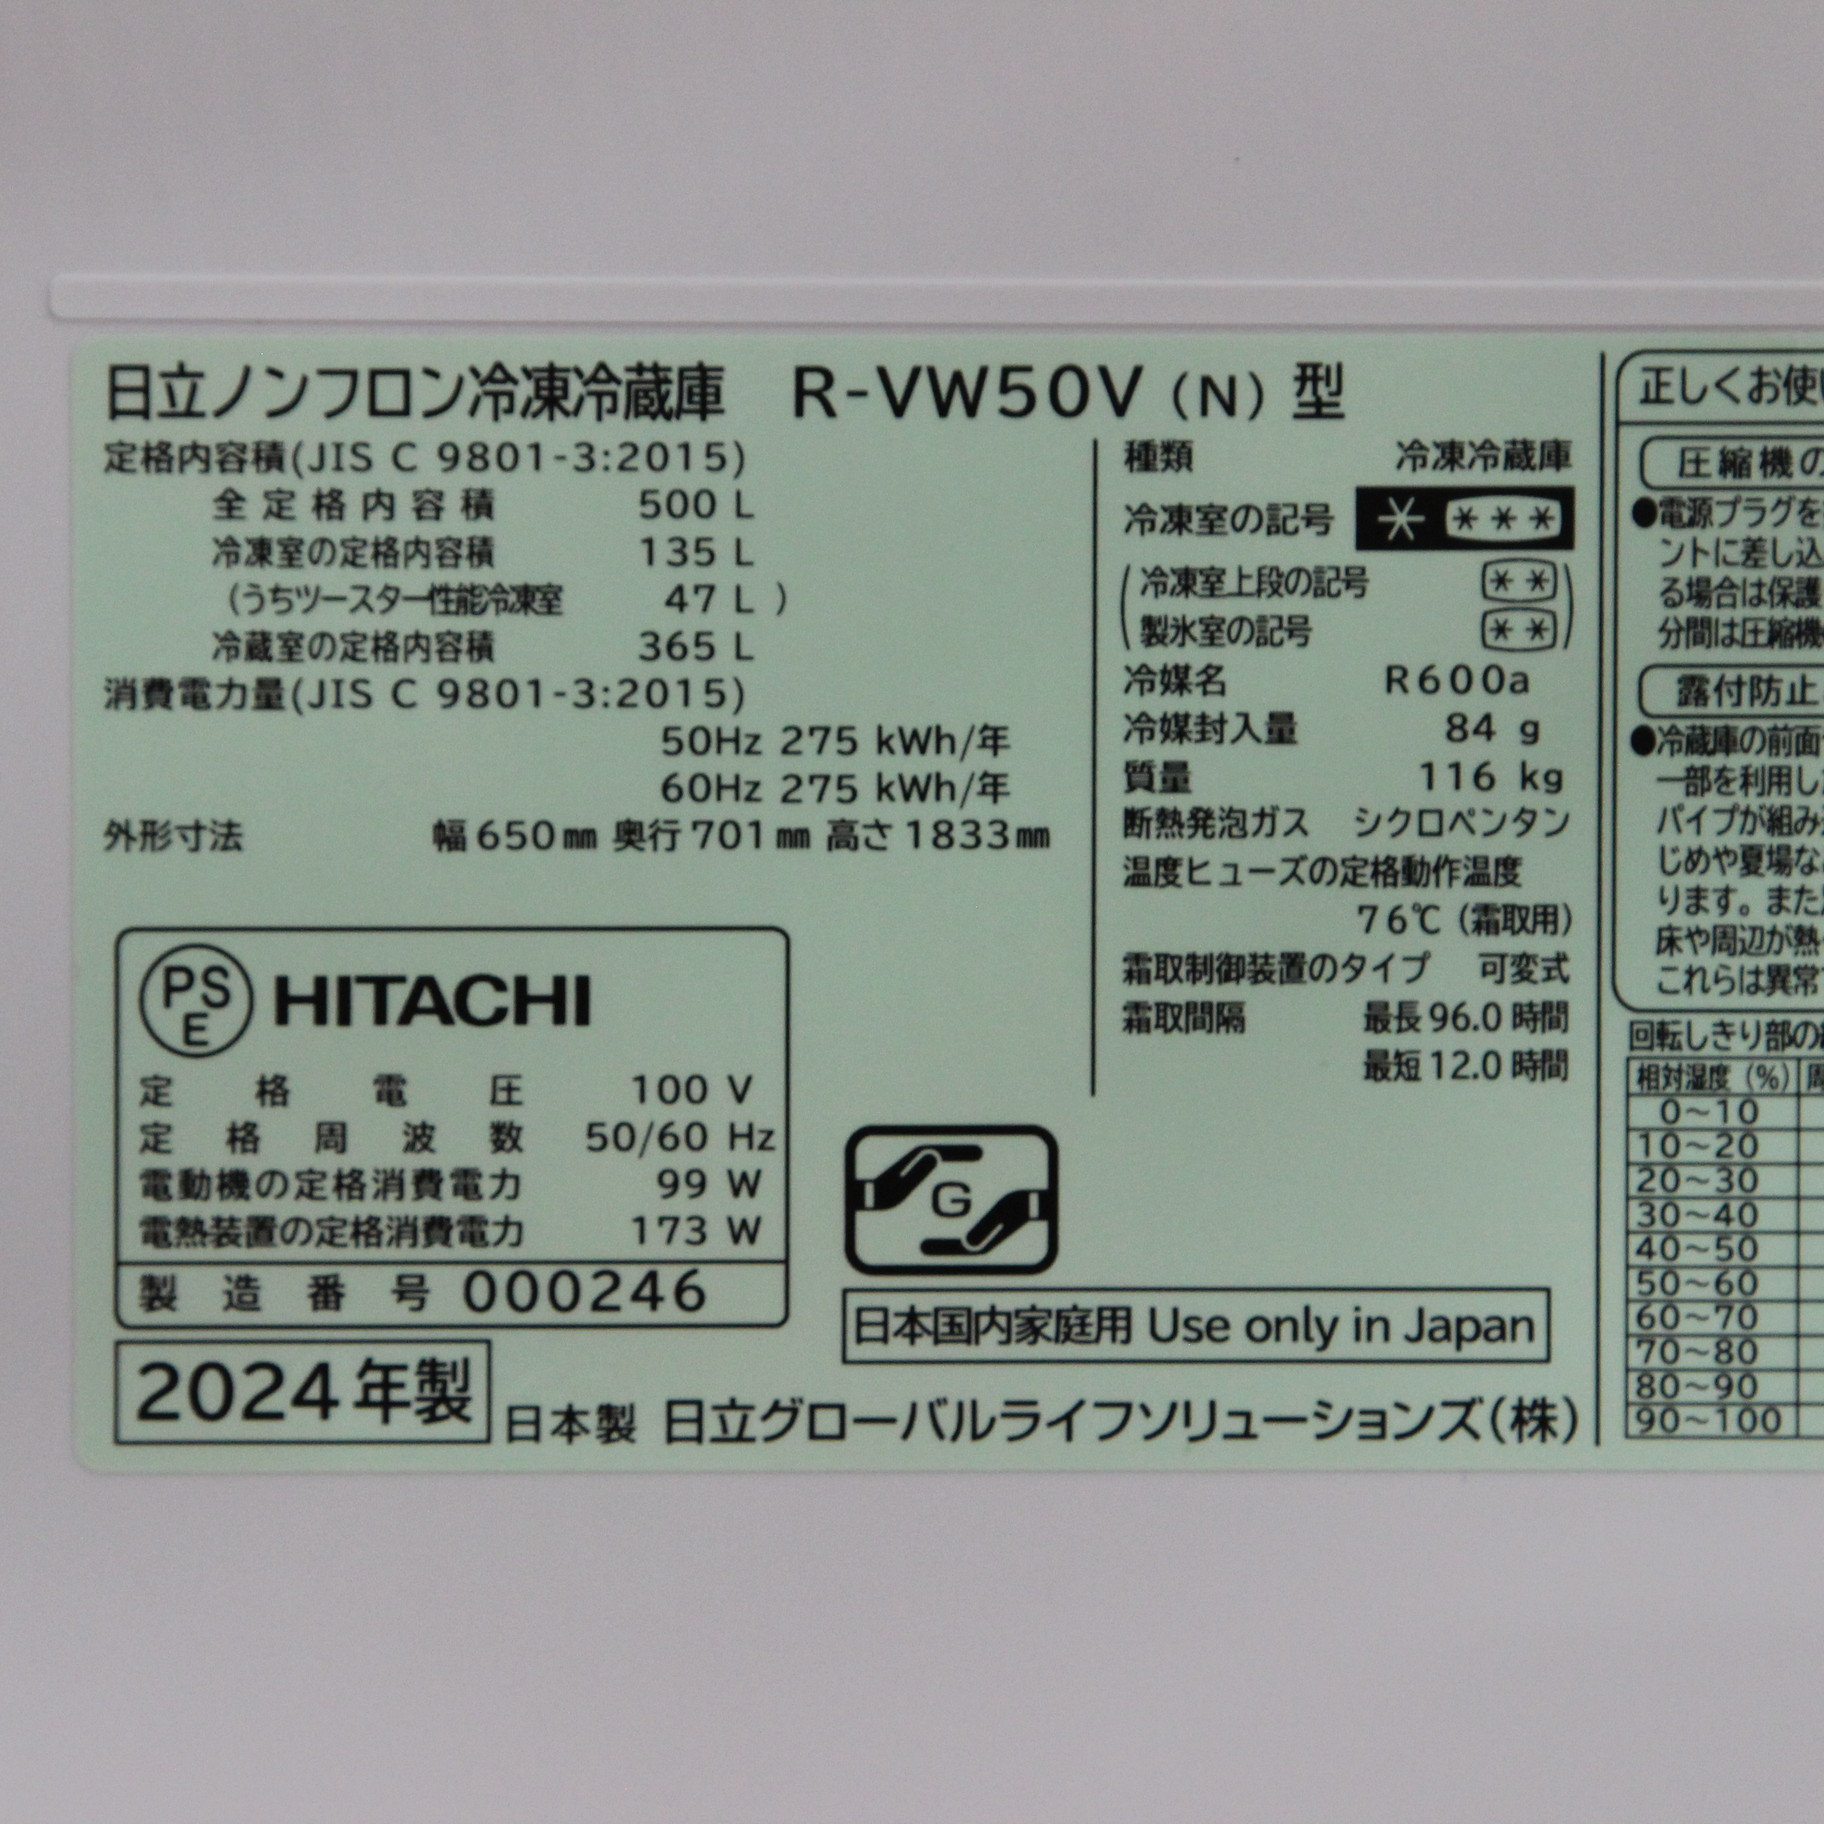 日立ノンフロン冷凍冷蔵庫 R-VW50V (N) 型
定格内容積(JIS C 9801-3:2015)
全定格内容積 500 L
冷凍室の定格内容積 135 L
(うちツースター性能冷凍室 47 L )
冷蔵室の定格内容積 365 L
消費電力量(JIS C 9801-3:2015)
50Hz 275 kWh/年
60Hz 275 kWh/年
外形寸法 幅650㎜ 奥行701㎜ 高さ1833㎜
PSE HITACHI
定格電圧 100 V
定格周波数 50/60 Hz
電動機の定格消費電力 99 W
電熱装置の定格消費電力 173 W
製造番号 000246
2024年製
日本製 日立グローバルライフソリューションズ(株)
種類 冷凍冷蔵庫
冷凍室の記号 * ***
(冷凍室上段の記号 **
製氷室の記号 **)
冷媒名 R600a
冷媒封入量 84 g
質量 116 kg
断熱発泡ガス シクロペンタン
温度ヒューズの定格動作温度
76℃(霜取用)
霜取制御装置のタイプ 可変式
霜取間隔 最長96.0時間
最短12.0時間
G
日本国内家庭用 Use only in Japan
正しくお使い
圧縮機の
●電源プラグを
ントに差し込
る場合は保護
分間は圧縮機
露付防止
●冷蔵庫の前面
一部を利用し
パイプが組み
じめや夏場な
ります。また
床や周辺が熱
これらは異常
回転しきり部の
相対湿度(%)
0～10
10～20
20～30
30～40
40～50
50～60
60～70
70～80
80～90
90～100